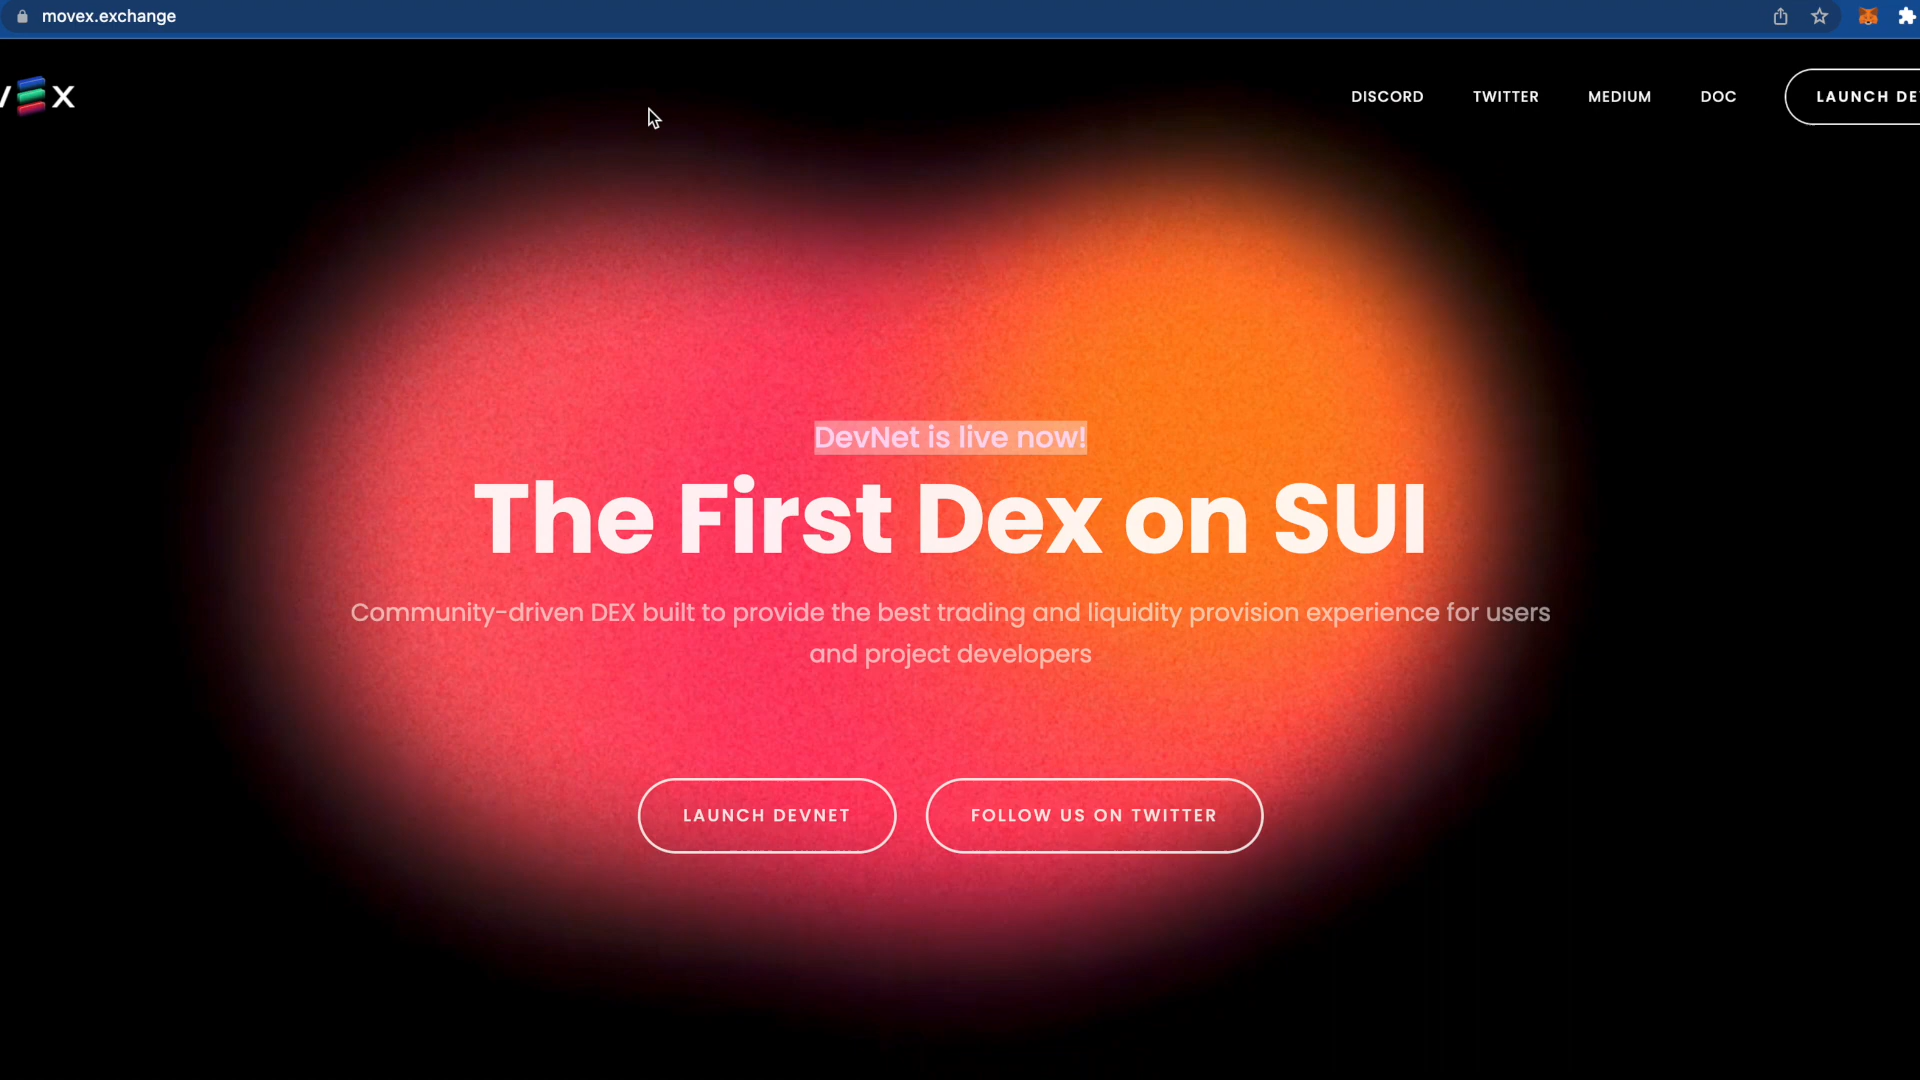 movex.exchange
VEX
DISCORD
TWITTER
MEDIUM
DOC
LAUNCH DE
DevNet is live now!
The First Dex on SUI
Community-driven DEX built to provide the best trading and liquidity provision experience for users
and project developers
LAUNCH DEVNET
FOLLOW US ON TWITTER